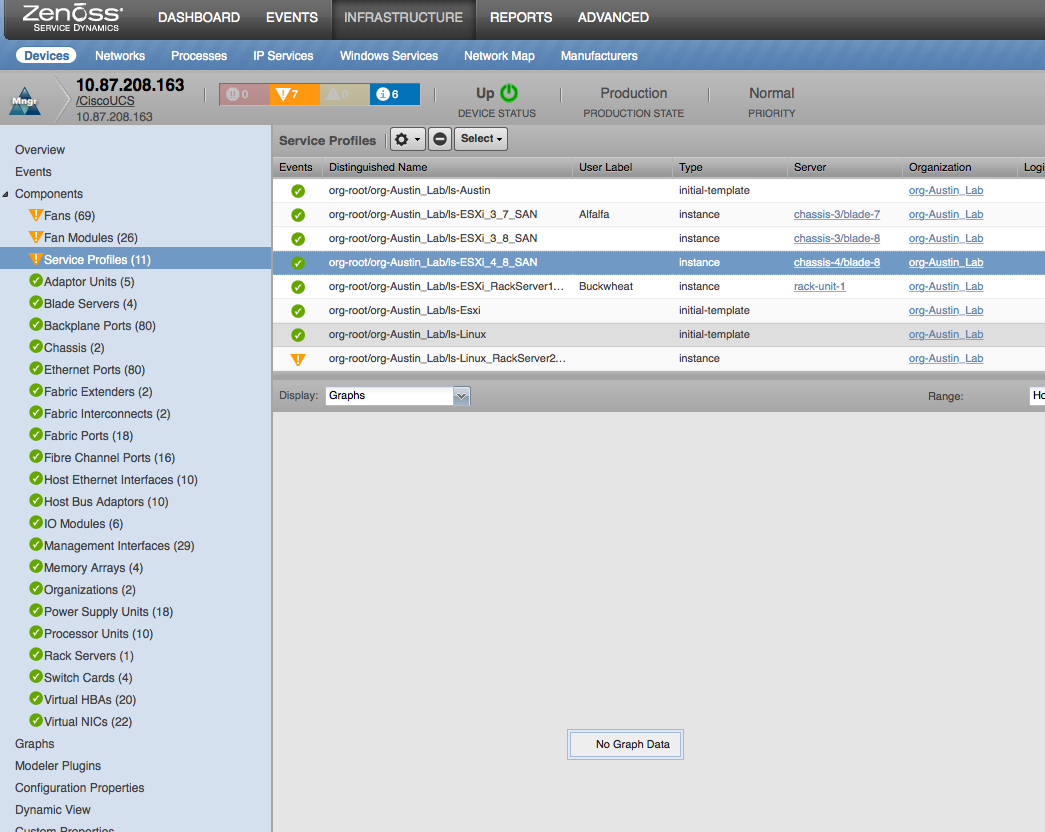 Zenoss
SERVICE DYNAMICS
DASHBOARD EVENTS INFRASTRUCTURE REPORTS ADVANCED
Devices Networks Processes IP Services Windows Services Network Map Manufacturers
Mngr
10.87.208.163
/CiscoUCS
10.87.208.163
0 7 0 6
Up
DEVICE STATUS
Production
PRODUCTION STATE
Normal
PRIORITY
Overview
Events
Components
Fans (69)
Fan Modules (26)
Service Profiles (11)
Adaptor Units (5)
Blade Servers (4)
Backplane Ports (80)
Chassis (2)
Ethernet Ports (80)
Fabric Extenders (2)
Fabric Interconnects (2)
Fabric Ports (18)
Fibre Channel Ports (16)
Host Ethernet Interfaces (10)
Host Bus Adaptors (10)
IO Modules (6)
Management Interfaces (29)
Memory Arrays (4)
Organizations (2)
Power Supply Units (18)
Processor Units (10)
Rack Servers (1)
Switch Cards (4)
Virtual HBAs (20)
Virtual NICs (22)
Graphs
Modeler Plugins
Configuration Properties
Dynamic View
Custom Properties
Service Profiles Select
Events Distinguished Name User Label Type Server Organization Logi
org-root/org-Austin_Lab/ls-Austin initial-template org-Austin_Lab
org-root/org-Austin_Lab/ls-ESXi_3_7_SAN Alfalfa instance chassis-3/blade-7 org-Austin_Lab
org-root/org-Austin_Lab/ls-ESXi_3_8_SAN instance chassis-3/blade-8 org-Austin_Lab
org-root/org-Austin_Lab/ls-ESXi_4_8_SAN instance chassis-4/blade-8 org-Austin_Lab
org-root/org-Austin_Lab/ls-ESXi_RackServer1... Buckwheat instance rack-unit-1 org-Austin_Lab
org-root/org-Austin_Lab/ls-Esxi initial-template org-Austin_Lab
org-root/org-Austin_Lab/ls-Linux initial-template org-Austin_Lab
org-root/org-Austin_Lab/ls-Linux_RackServer2... instance org-Austin_Lab
Display: Graphs Range: Ho
No Graph Data